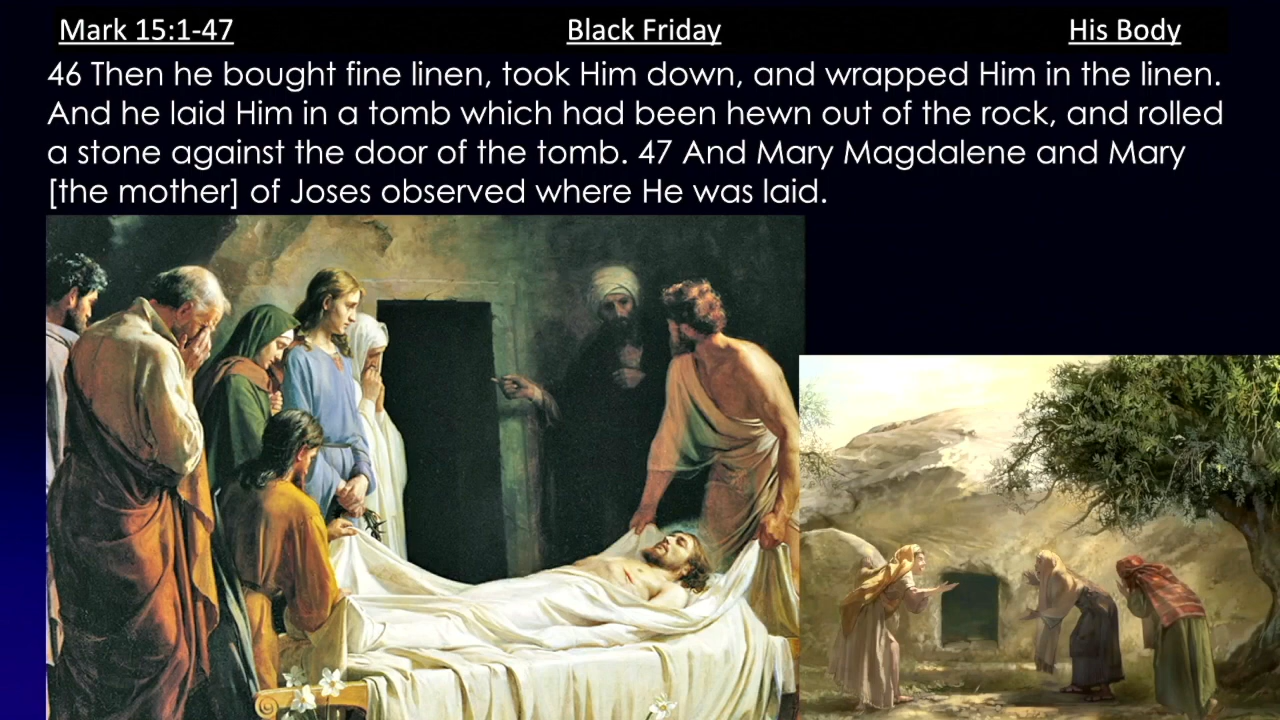 Mark 15:1-47 Black Friday His Body
46 Then he bought fine linen, took Him down, and wrapped Him in the linen.
And he laid Him in a tomb which had been hewn out of the rock, and rolled
a stone against the door of the tomb. 47 And Mary Magdalene and Mary
[the mother] of Joses observed where He was laid.